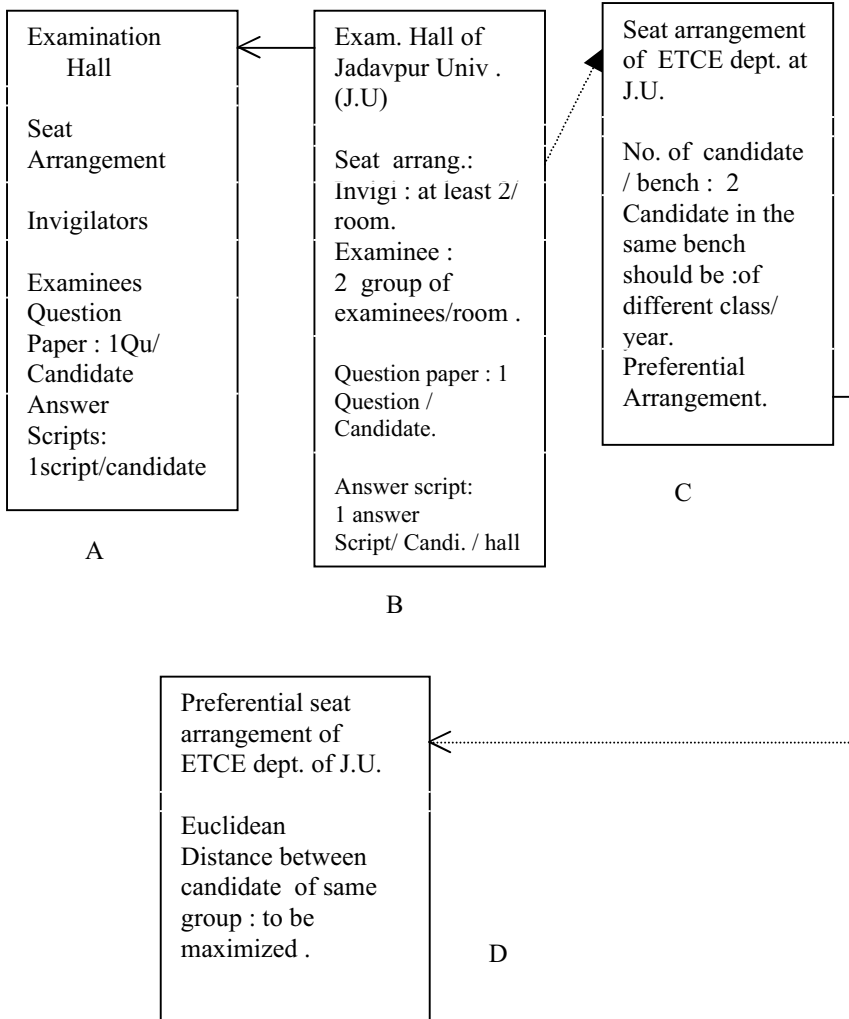 Examination
Hall
Seat
Arrangement
Invigilators
Examinees
Question
Paper : 1Qu/
Candidate
Answer
Scripts:
1script/candidate
A
Exam. Hall of
Jadavpur Univ .
(J.U)
Seat arrang.:
Invigi : at least 2/
room.
Examinee :
2 group of
examinees/room .
Question paper : 1
Question /
Candidate.
Answer script:
1 answer
Script/ Candi. / hall
B
Seat arrangement
of ETCE dept. at
J.U.
No. of candidate
/ bench : 2
Candidate in the
same bench
should be :of
different class/
year.
Preferential
Arrangement.
C
Preferential seat
arrangement of
ETCE dept. of J.U.
Euclidean
Distance between
candidate of same
group : to be
maximized .
D